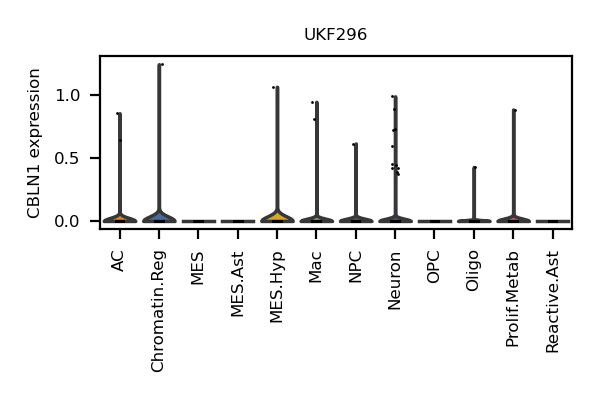 UKF296
CBLN1 expression
1.0
0.5
0.0
AC
Chromatin.Reg
MES
MES.Ast
MES.Hyp
Mac
NPC
Neuron
OPC
Oligo
Prolif.Metab
Reactive.Ast